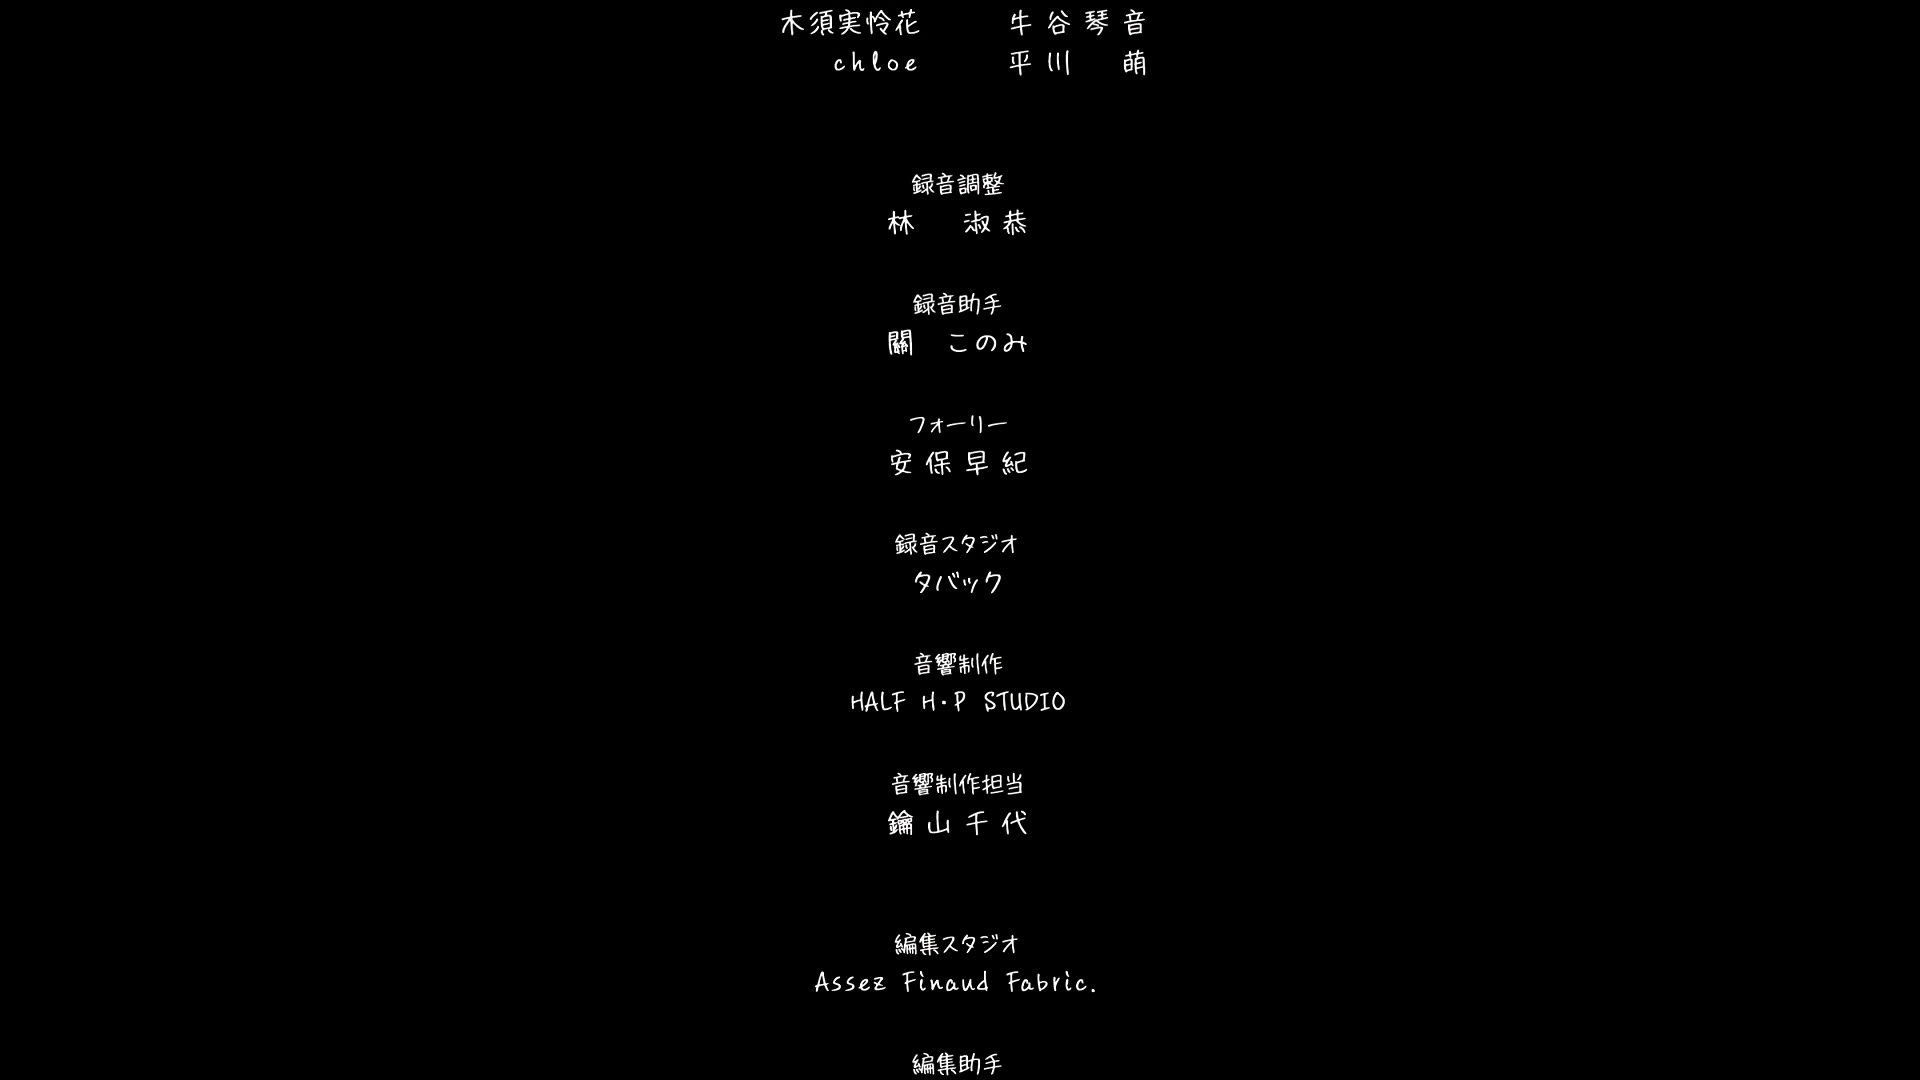 木須実怜花 牛谷琴音
chloe 平川 萌
録音調整
林 淑恭
録音助手
關 このみ
フォーリー
安保早紀
録音スタジオ
タバック
音響制作
HALF H・P STUDIO
音響制作担当
鑰山千代
編集スタジオ
Assez Finaud Fabric.
編集助手